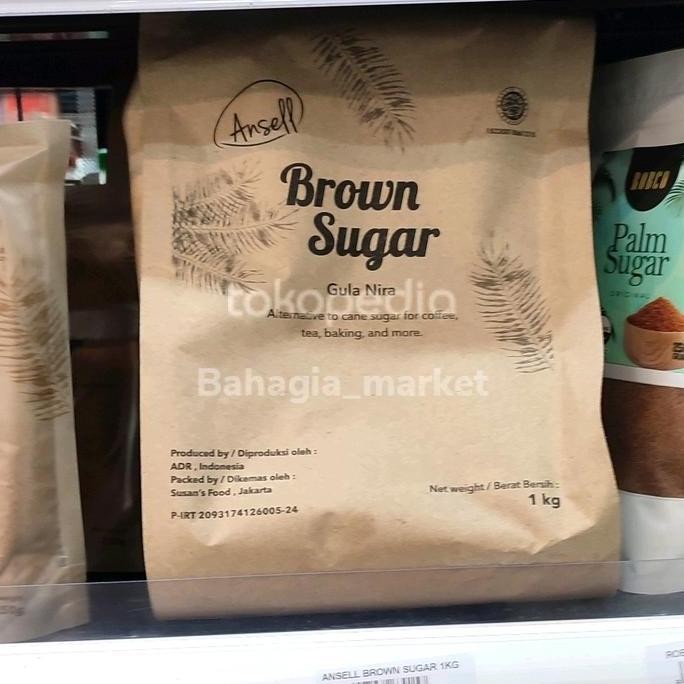 Ansell
Brown
Sugar
Gula Nira
Alternative to cane sugar for coffee,
tea, baking, and more.
tokopedia
Bahagia_market
Produced by / Diproduksi oleh :
ADR , Indonesia
Packed by / Dikemas oleh :
Susan's Food , Jakarta
P-IRT 2093174126005-24
Net weight / Berat Bersih :
1 kg
Palm
Sugar
ORIGINAL
ANSELL BROWN SUGAR 1KG